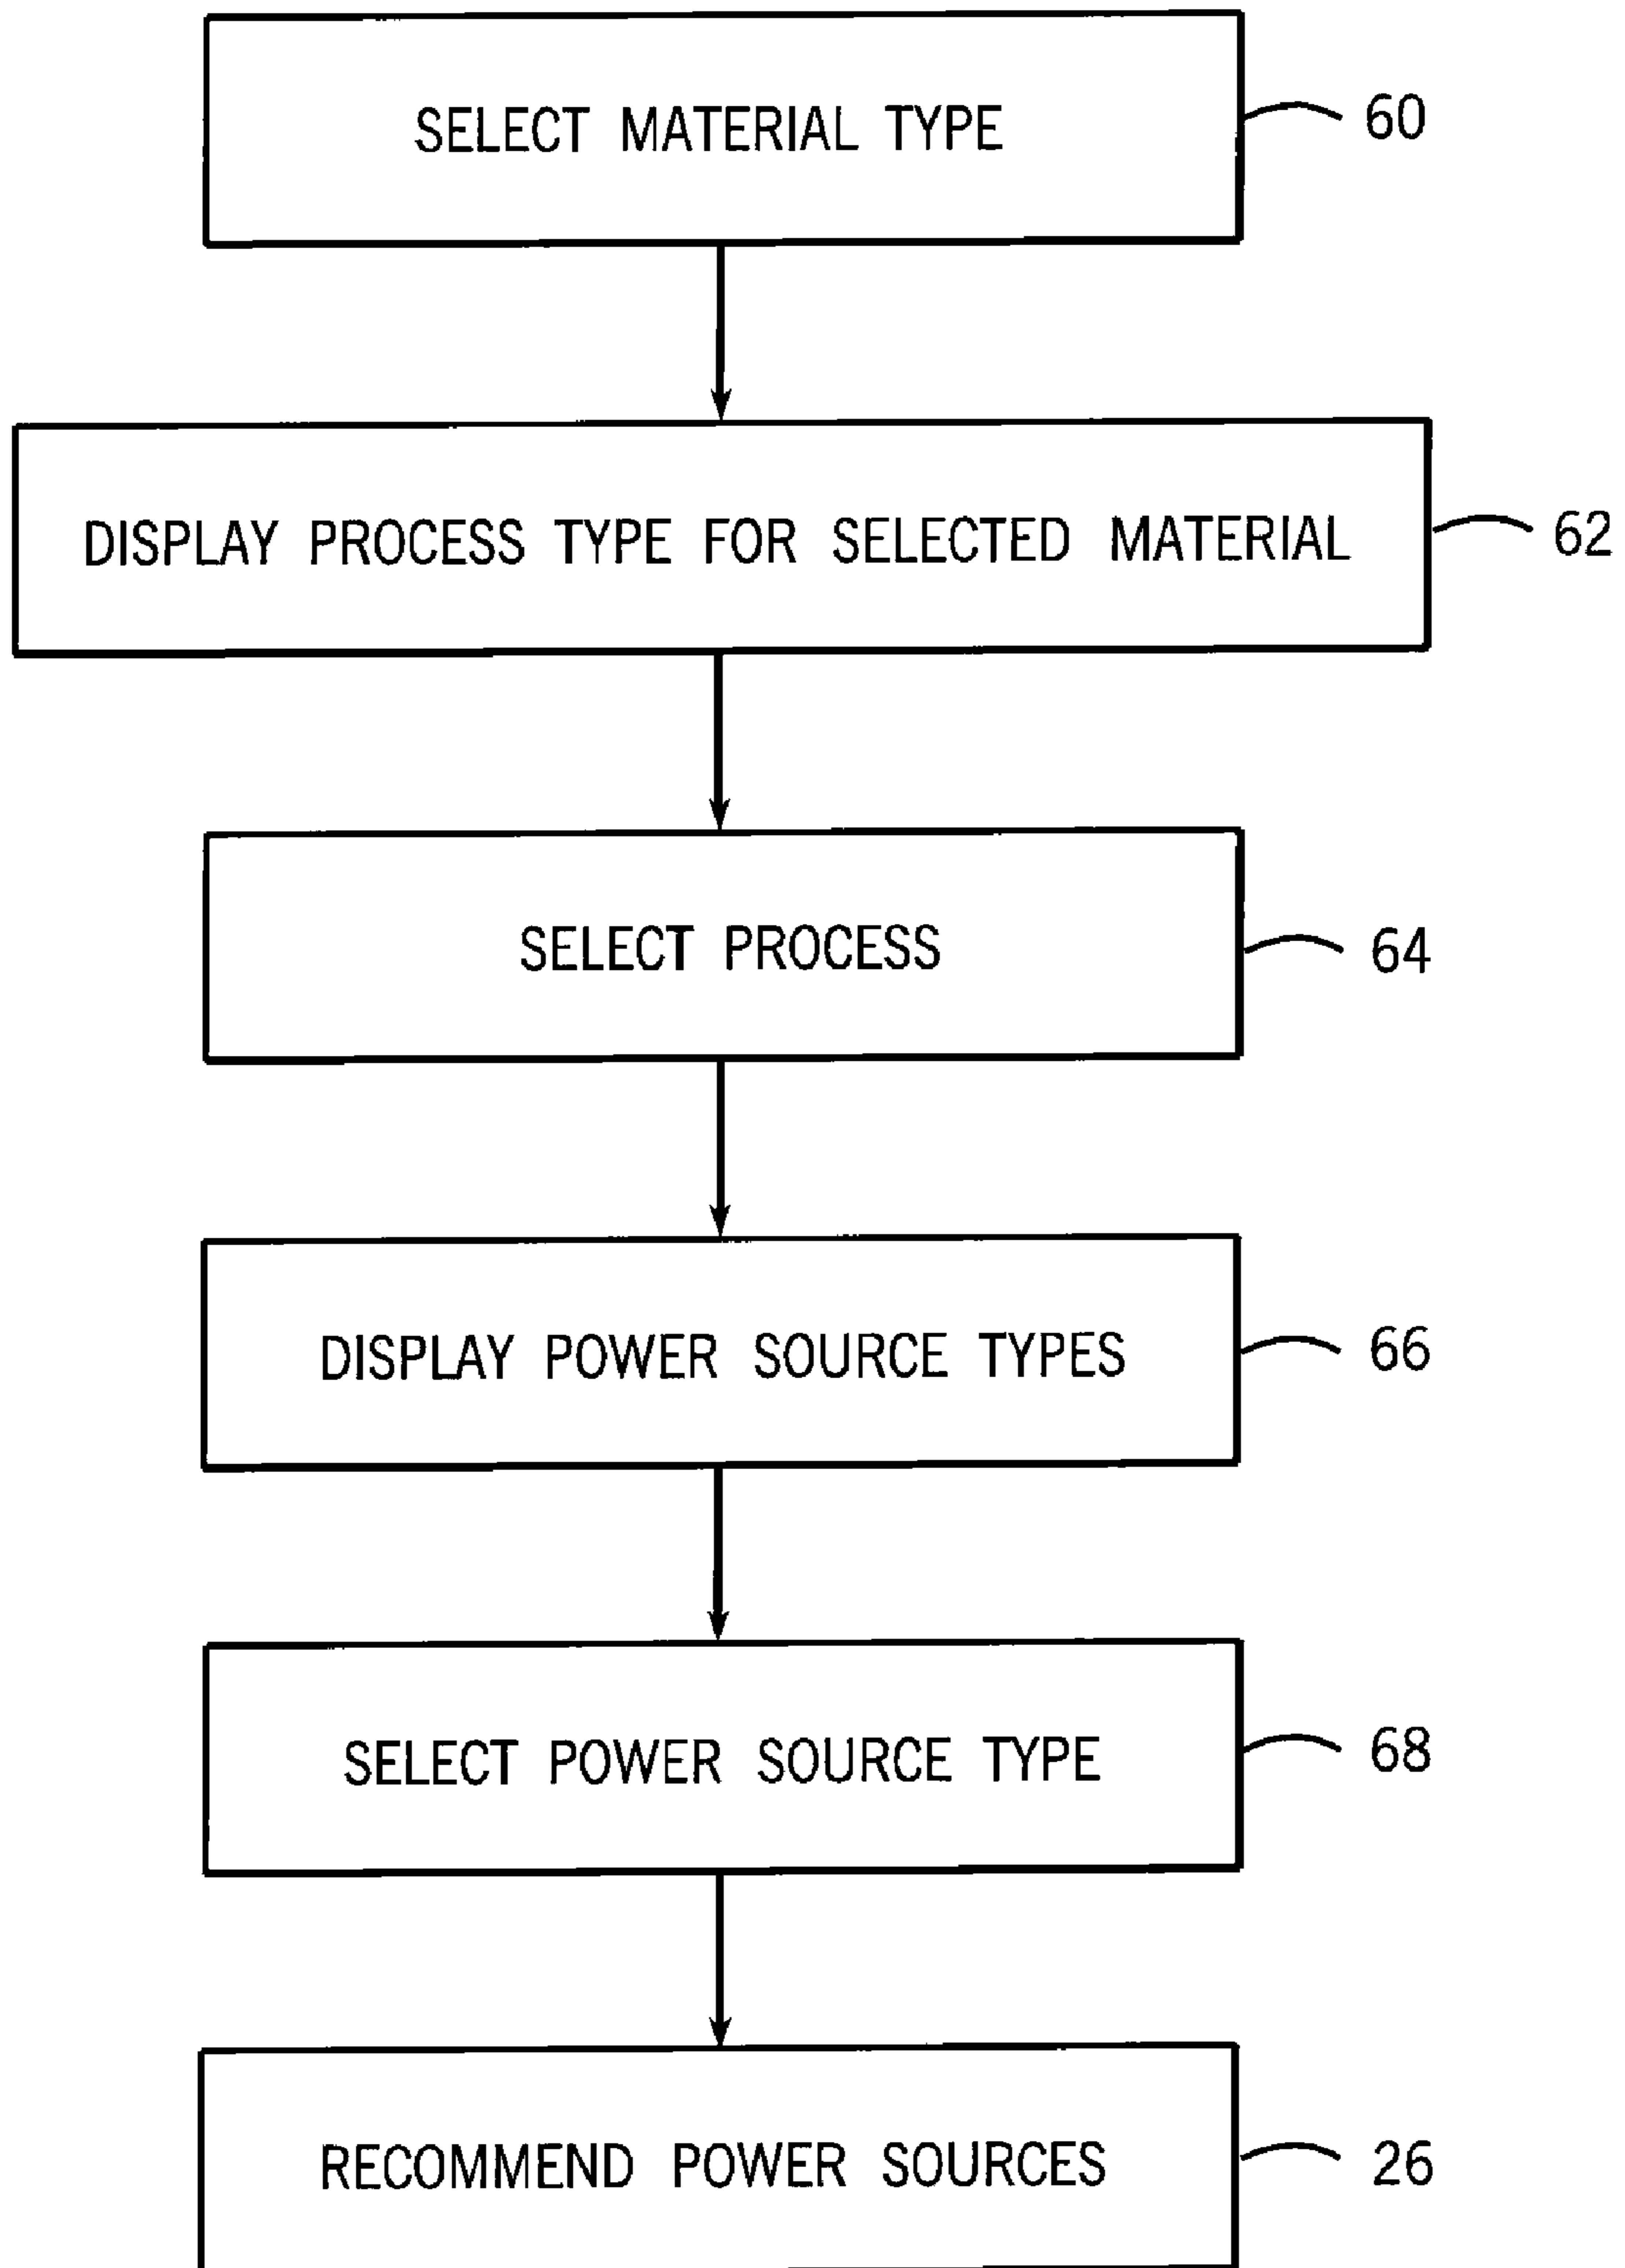 SELECT MATERIAL TYPE
60
DISPLAY PROCESS TYPE FOR SELECTED MATERIAL
62
SELECT PROCESS
64
DISPLAY POWER SOURCE TYPES
66
SELECT POWER SOURCE TYPE
68
RECOMMEND POWER SOURCES
26